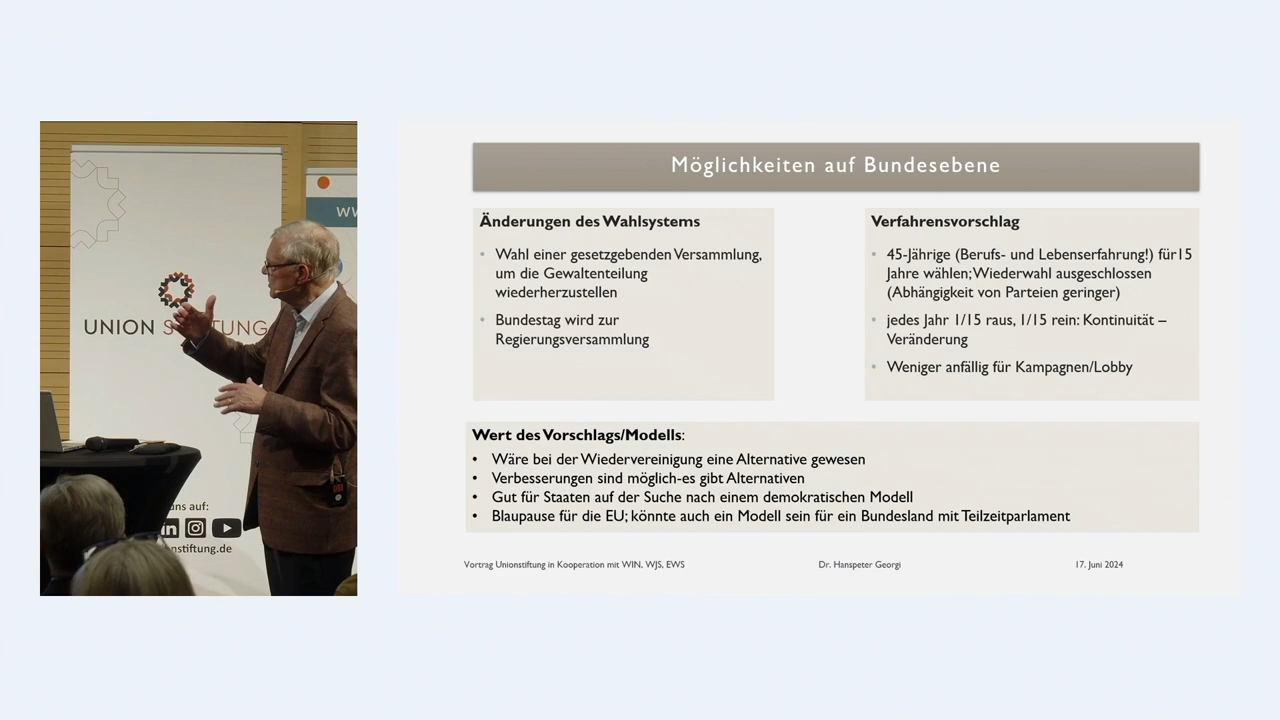 WW
UNION STIFTUNG
uns auf:
in
nstiftung.de
Möglichkeiten auf Bundesebene
Änderungen des Wahlsystems
• Wahl einer gesetzgebenden Versammlung,
um die Gewaltenteilung
wiederherzustellen
• Bundestag wird zur
Regierungsversammlung
Verfahrensvorschlag
• 45-Jährige (Berufs- und Lebenserfahrung!) für15
Jahre wählen;Wiederwahl ausgeschlossen
(Abhängigkeit von Parteien geringer)
• jedes Jahr 1/15 raus, 1/15 rein: Kontinuität –
Veränderung
• Weniger anfällig für Kampagnen/Lobby
Wert des Vorschlags/Modells:
• Wäre bei der Wiedervereinigung eine Alternative gewesen
• Verbesserungen sind möglich-es gibt Alternativen
• Gut für Staaten auf der Suche nach einem demokratischen Modell
• Blaupause für die EU; könnte auch ein Modell sein für ein Bundesland mit Teilzeitparlament
Vortrag Unionstiftung in Kooperation mit WIN, WJS, EWS
Dr. Hanspeter Georgi
17. Juni 2024